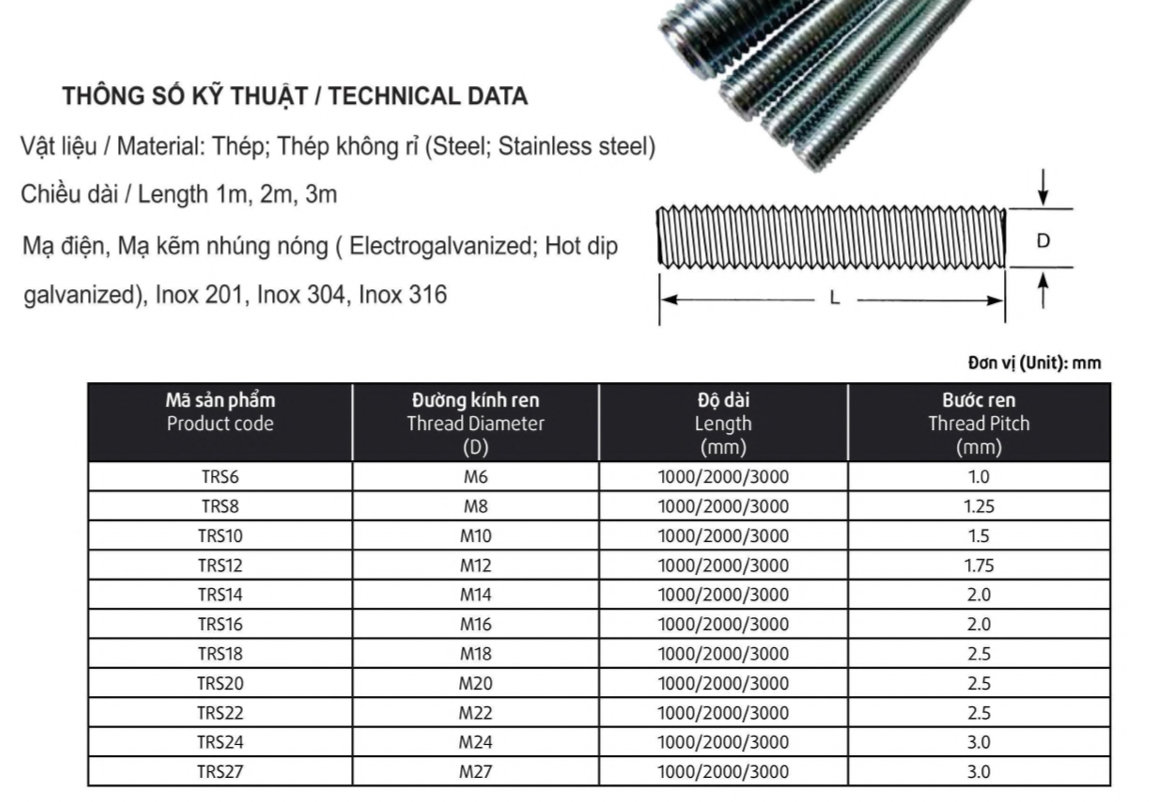 THÔNG SỐ KỸ THUẬT / TECHNICAL DATA
Vật liệu / Material: Thép; Thép không rỉ (Steel; Stainless steel)
Chiều dài / Length 1m, 2m, 3m
Mạ điện, Mạ kẽm nhúng nóng ( Electrogalvanized; Hot dip
galvanized), Inox 201, Inox 304, Inox 316
D
L
Đơn vị (Unit): mm
Mã sản phẩm Đường kính ren Độ dài Bước ren
Product code Thread Diameter Length Thread Pitch
(D) (mm) (mm)
TRS6 M6 1000/2000/3000 1.0
TRS8 M8 1000/2000/3000 1.25
TRS10 M10 1000/2000/3000 1.5
TRS12 M12 1000/2000/3000 1.75
TRS14 M14 1000/2000/3000 2.0
TRS16 M16 1000/2000/3000 2.0
TRS18 M18 1000/2000/3000 2.5
TRS20 M20 1000/2000/3000 2.5
TRS22 M22 1000/2000/3000 2.5
TRS24 M24 1000/2000/3000 3.0
TRS27 M27 1000/2000/3000 3.0